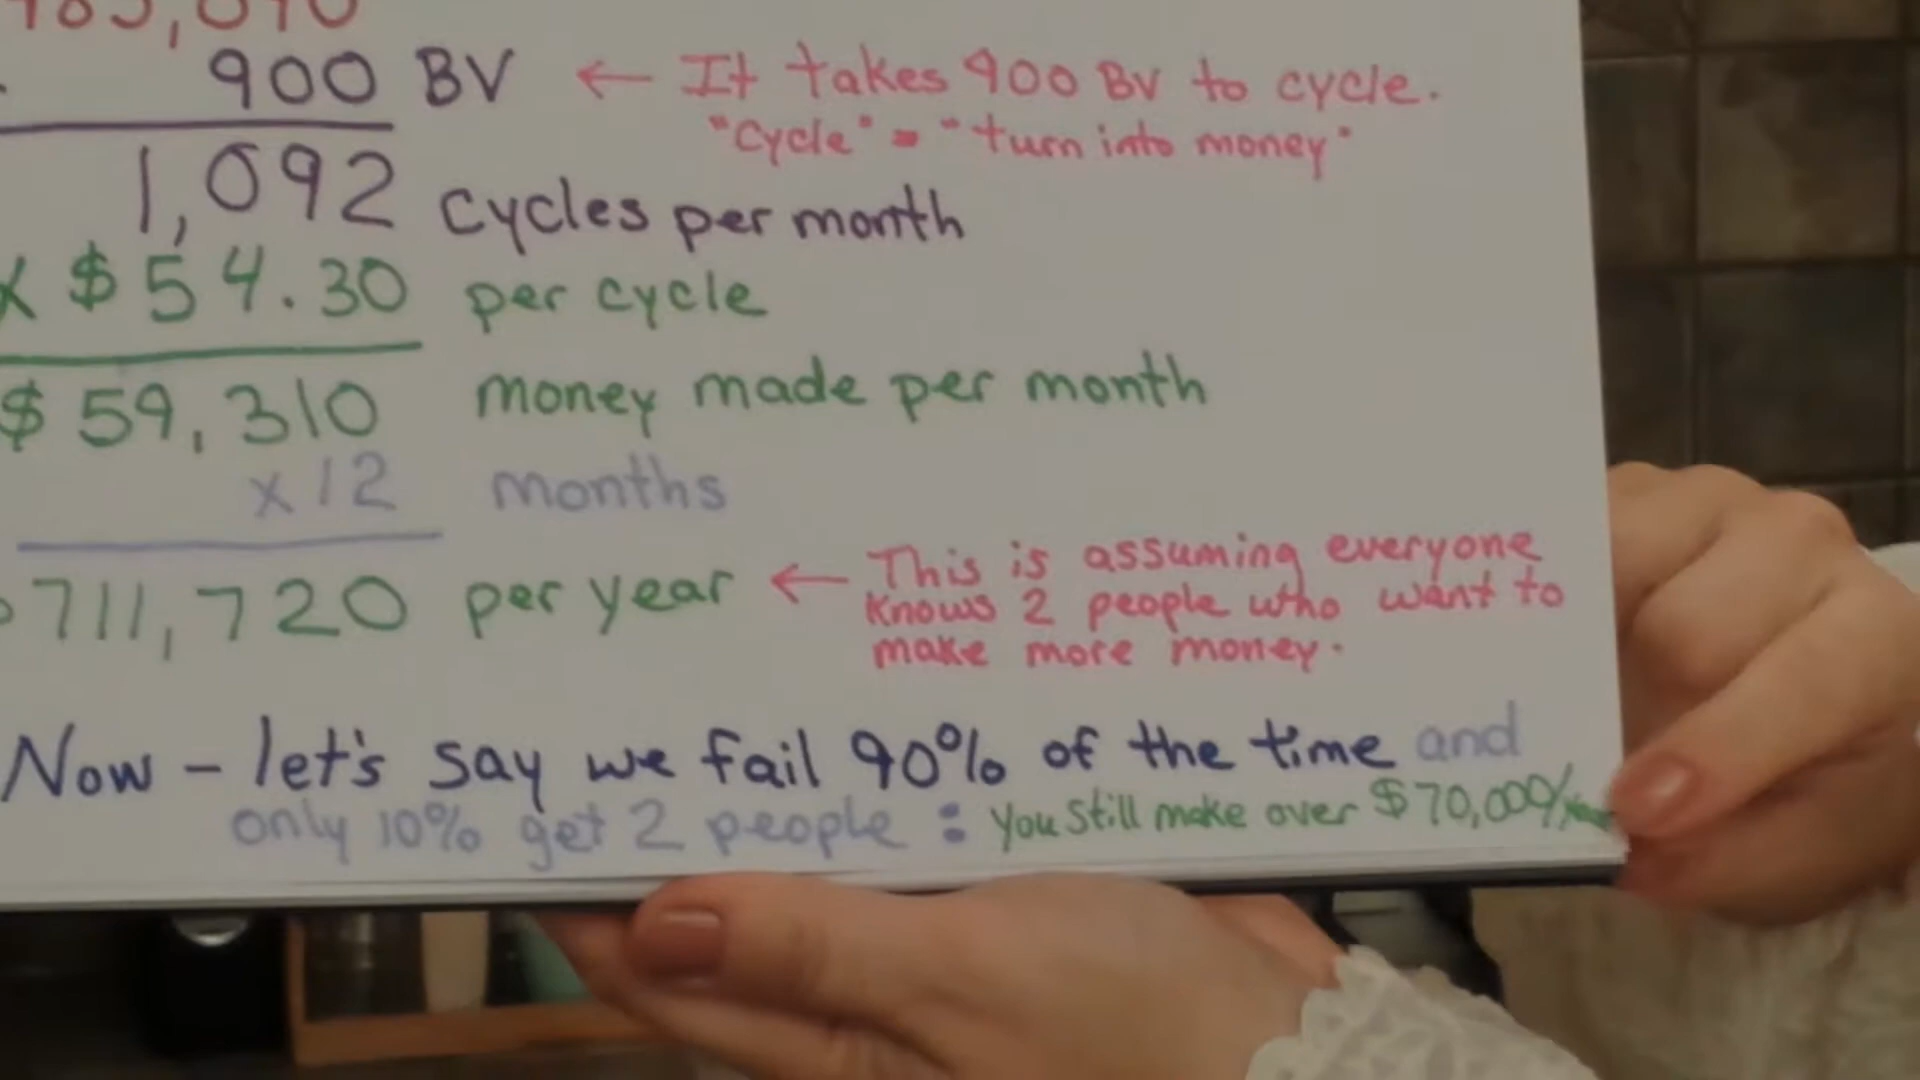 900 BV ← It takes 900 BV to cycle.
"Cycle" = "turn into money"
1,092 cycles per month
x $54.30 per cycle
$59,310 money made per month
x12 months
711,720 per year ← This is assuming everyone
knows 2 people who want to
make more money.
Now - let's say we fail 90% of the time and
only 10% get 2 people : you still make over $70,000/